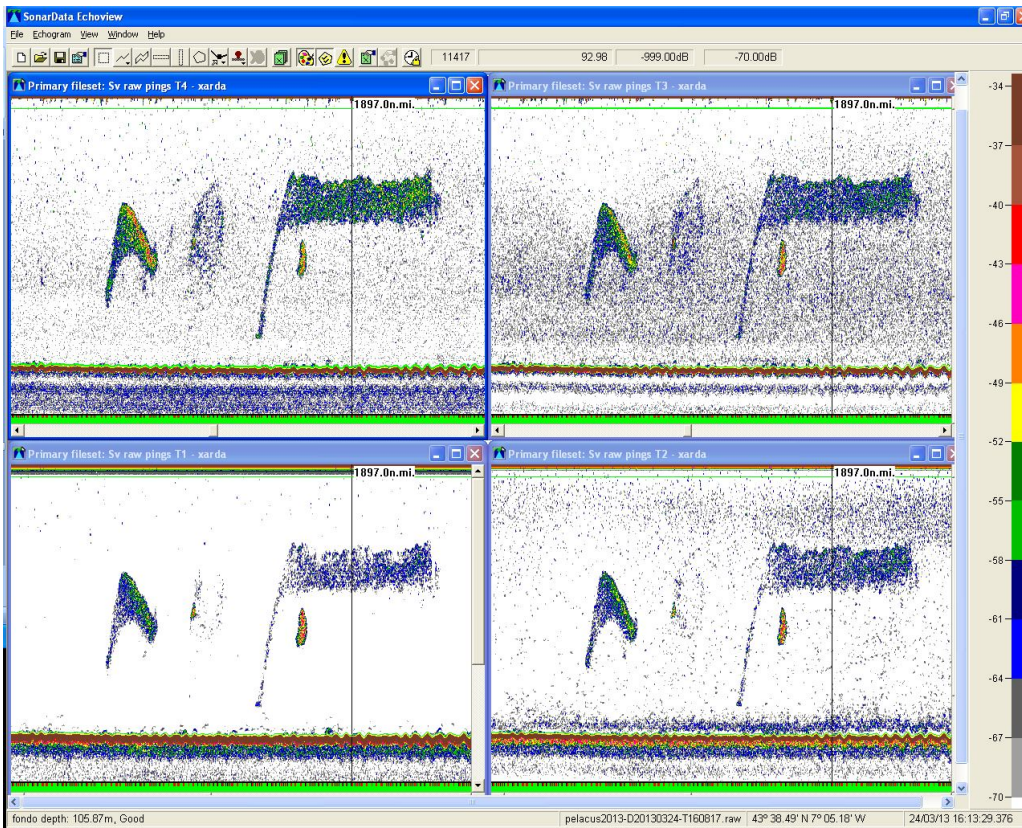 SonarData Echoview
File Echogram View Window Help
11417 92.98 -999.00dB -70.00dB
Primary fileset: Sv raw pings T4 - xarda
1897.0n.mi.
Primary fileset: Sv raw pings T3 - xarda
1897.0n.mi.
Primary fileset: Sv raw pings T1 - xarda
1897.0n.mi.
Primary fileset: Sv raw pings T2 - xarda
1897.0n.mi.
-34
-37
-40
-43
-46
-49
-52
-55
-58
-61
-64
-67
-70
fondo depth: 105.87m, Good pelacus2013-D20130324-T160817.raw 43º 38.49' N 7º 05.18' W 24/03/13 16:13:29.376